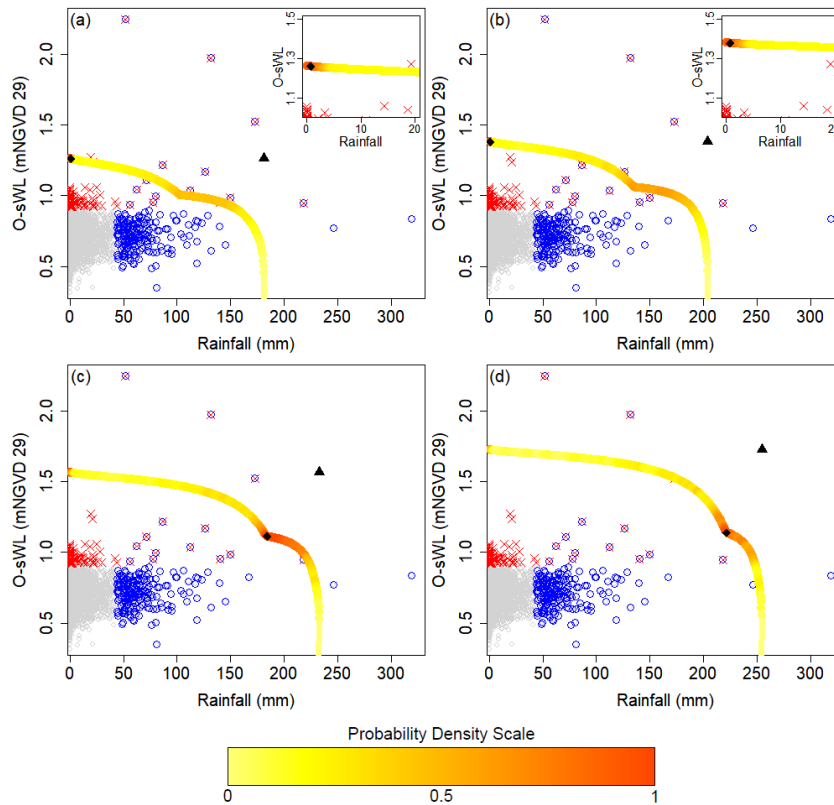 (a)
2.0
1.5
1.0
0.5
O-sWL (mNGVD 29)
0 50 100 150 200 250 300
Rainfall (mm)
1.5
1.3
1.1
O-sWL
0 10 20
Rainfall
(b)
2.0
1.5
1.0
0.5
O-sWL (mNGVD 29)
0 50 100 150 200 250 300
Rainfall (mm)
1.5
1.3
1.1
O-sWL
0 10 2
Rainfall
(c)
2.0
1.5
1.0
0.5
O-sWL (mNGVD 29)
0 50 100 150 200 250 300
Rainfall (mm)
(d)
2.0
1.5
1.0
0.5
O-sWL (mNGVD 29)
0 50 100 150 200 250 300
Rainfall (mm)
Probability Density Scale
0 0.5 1